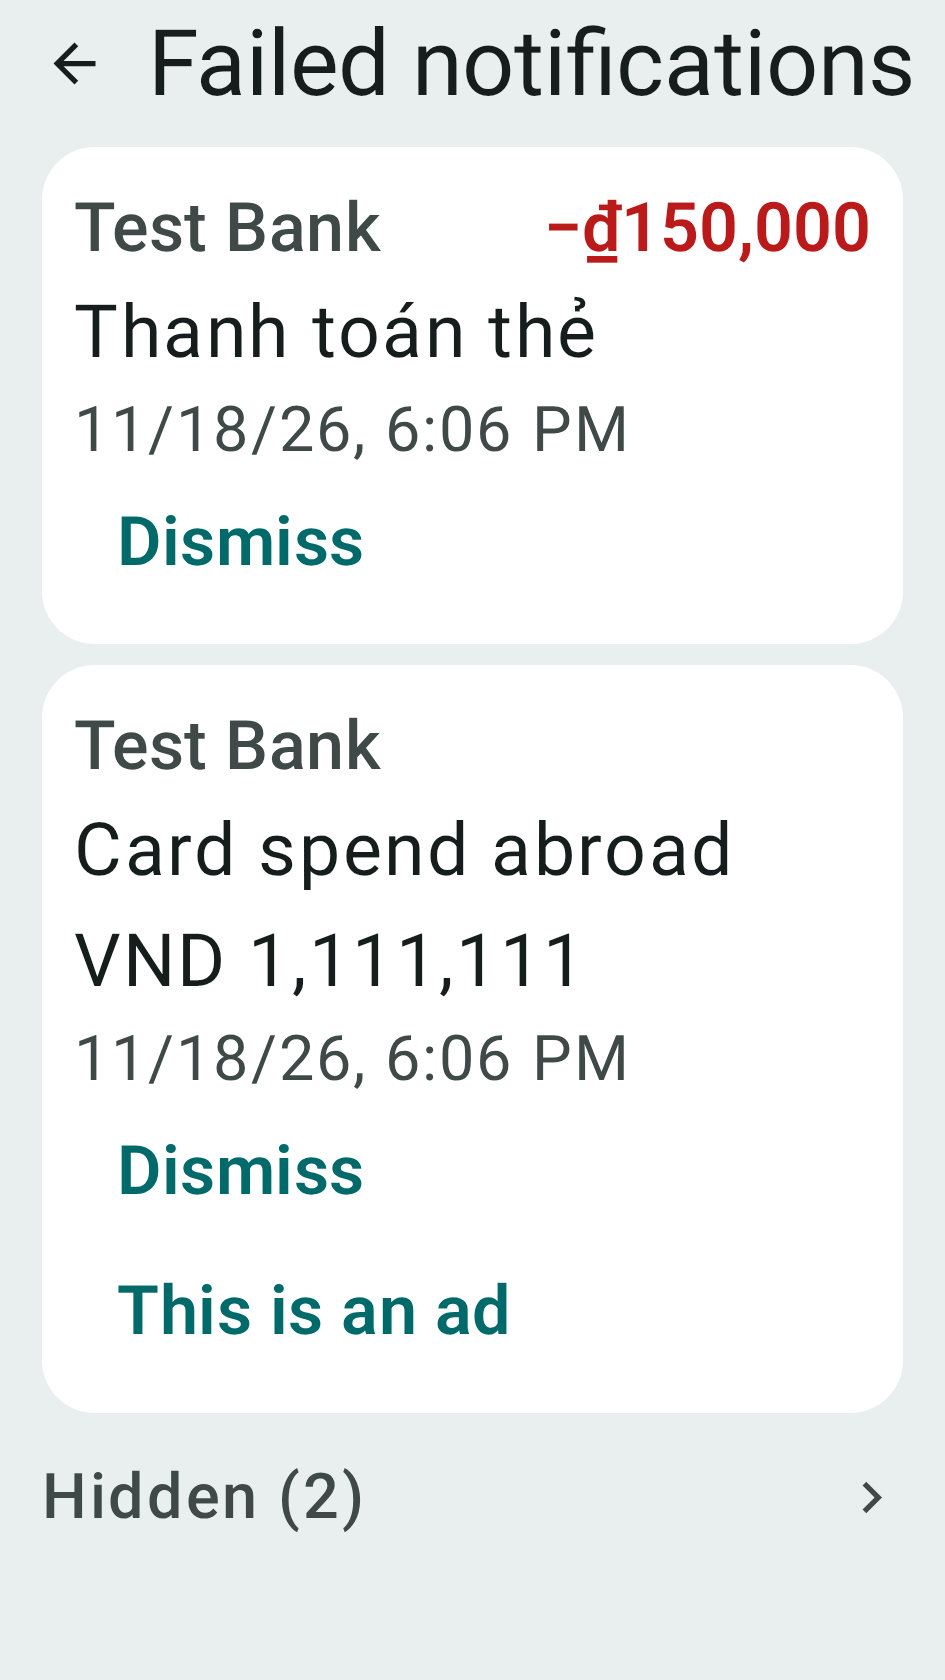 Failed notifications
Test Bank −₫150,000
Thanh toán thẻ
11/18/26, 6:06 PM
Dismiss
Test Bank
Card spend abroad
VND 1,111,111
11/18/26, 6:06 PM
Dismiss
This is an ad
Hidden (2)